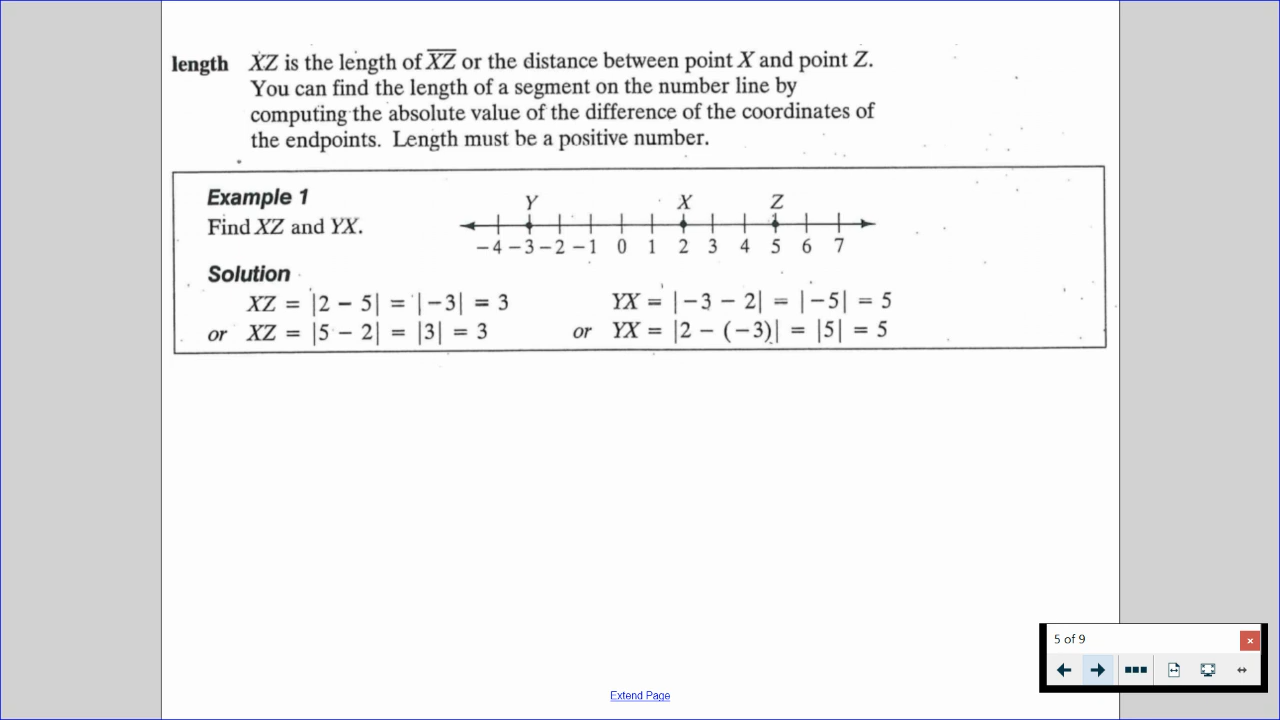 length XZ is the length of XZ or the distance between point X and point Z.
You can find the length of a segment on the number line by
computing the absolute value of the difference of the coordinates of
the endpoints. Length must be a positive number.
Example 1
Find XZ and YX.
Y X Z
−4 −3 −2 −1 0 1 2 3 4 5 6 7
Solution
XZ = |2 − 5| = |−3| = 3
or XZ = |5 − 2| = |3| = 3
YX = |−3 − 2| = |−5| = 5
or YX = |2 − (−3)| = |5| = 5
5 of 9
Extend Page